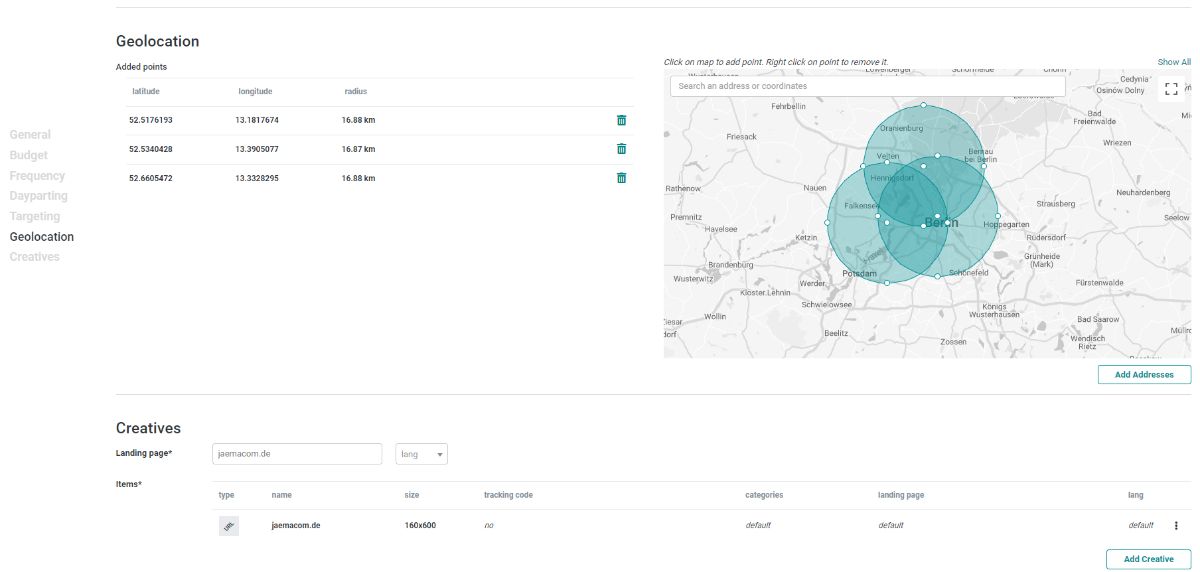 Geolocation
Added points
latitude longitude radius
52.5176193 13.1817674 16.88 km
52.5340428 13.3905077 16.87 km
52.6605472 13.3328295 16.88 km
General
Budget
Frequency
Dayparting
Targeting
Geolocation
Creatives
Click on map to add point. Right click on point to remove it.
Show All
Search an address or coordinates
Gedynia
Osinów Dolny
Fehrbellin
Bad
Freienwalde
Oranienburg
Friesack
Wriezen
Velten
Bernau
bei Berlin
Hennigsdorf
Rathenow
Nauen
Neuhardenberg
Falkensee
Strausberg
Premnitz
Seelow
Havelsee
Berlin
Hoppegarten
Ketzin
Rüdersdorf
Grünheide
(Mark)
Brandenburg
Potsdam
Schönefeld
Wusterwitz
Werder
Fürstenwalde
Kloster Lehnin
Schwielowsee
Königs
Wusterhausen
Wollin
Bad Saarow
Beelitz
Zossen
Wendisch
Rietz
Add Addresses
Creatives
Landing page*
jaemacom.de
lang
Items*
type name size tracking code categories landing page lang
URL jaemacom.de 160x600 no default default default
Add Creative